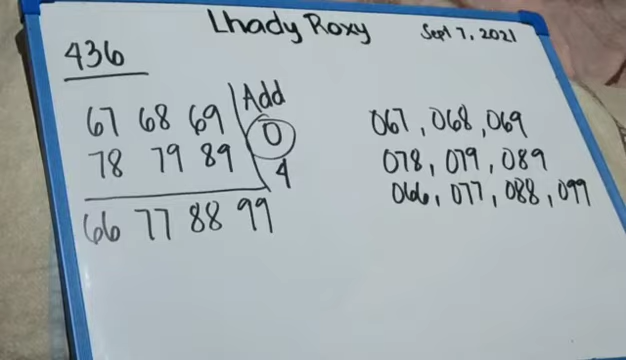 Lhady Roxy Sept 7, 2021
436
67 68 69 Add
78 79 89 0
4
66 77 88 99
067, 068, 069
078, 079, 089
066, 077, 088, 099